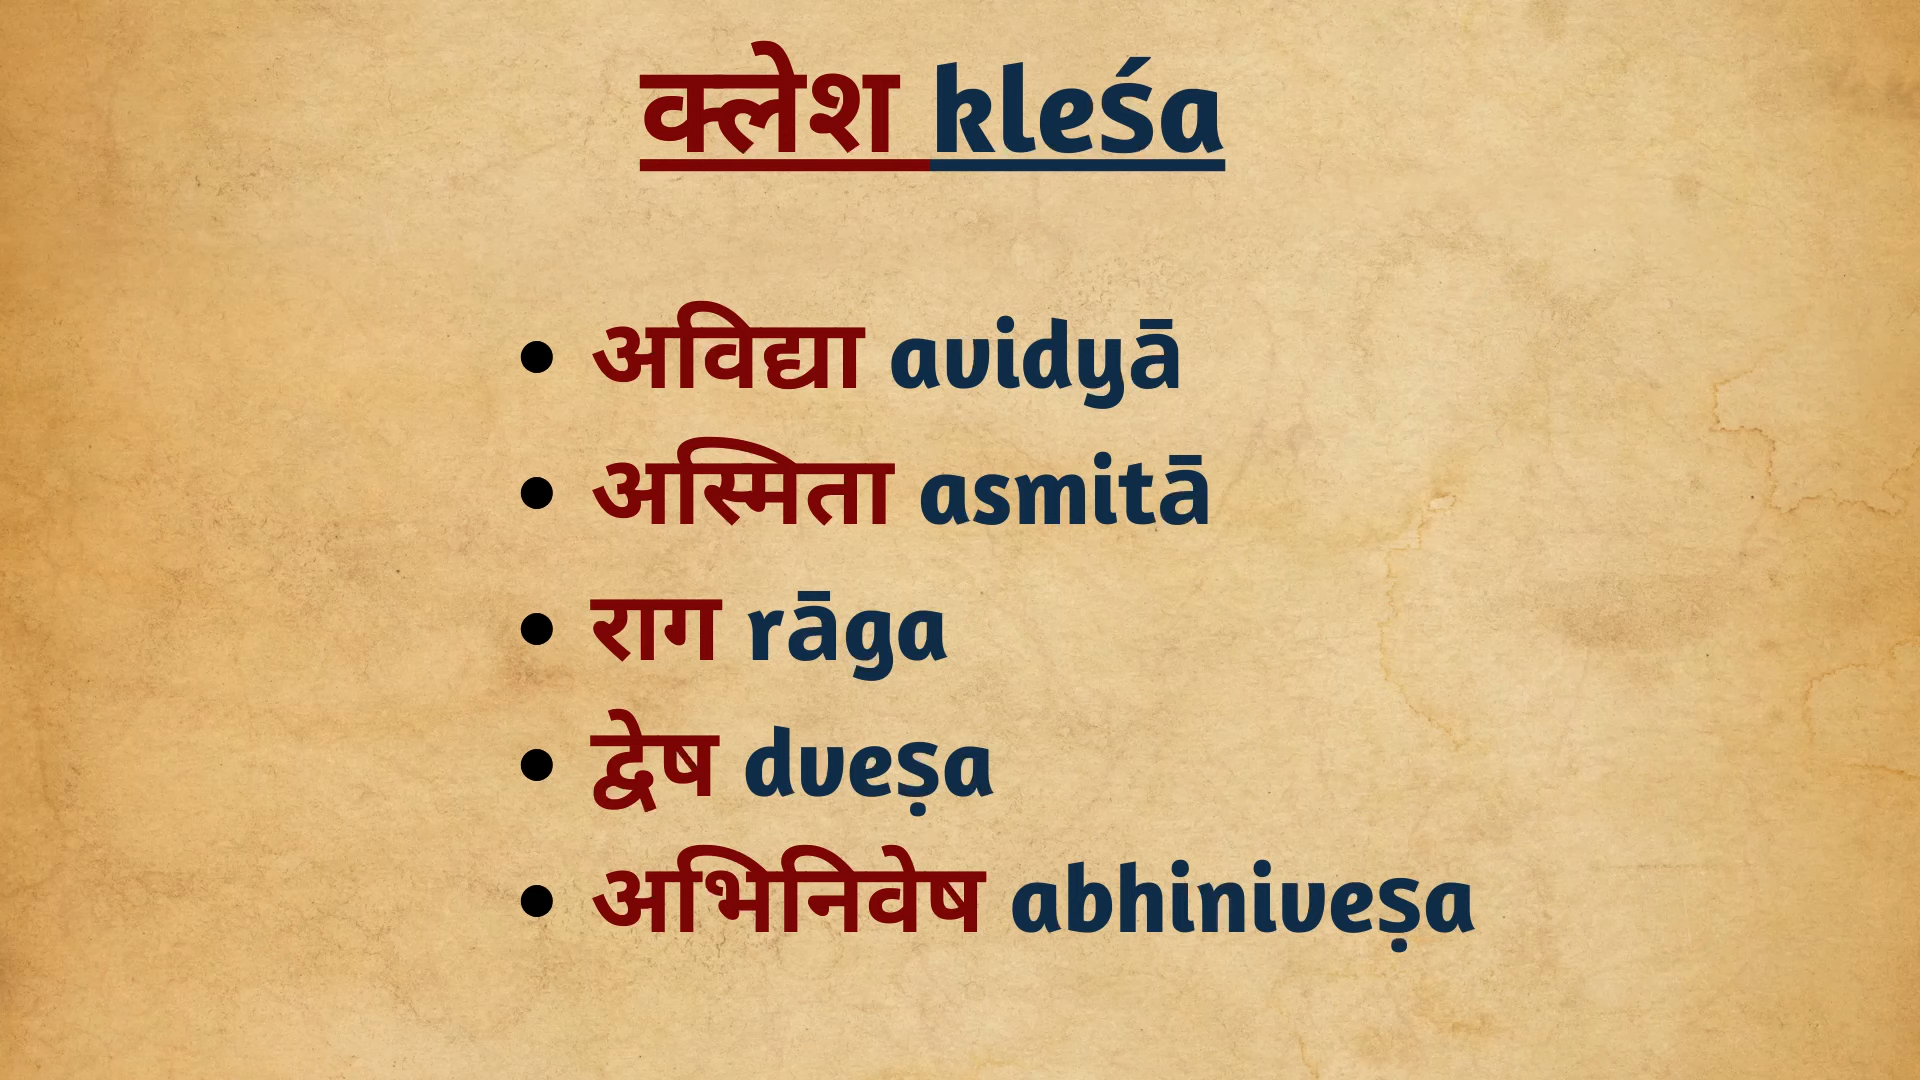 क्लेश kleśa
• अविद्या avidyā
• अस्मिता asmitā
• राग rāga
• द्वेष dveṣa
• अभिनिवेष abhiniveṣa